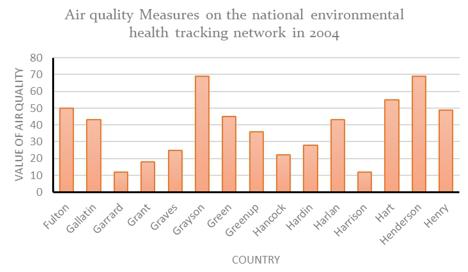 Air quality Measures on the national environmental
health tracking network in 2004
VALUE OF AIR QUALITY
80
70
60
50
40
30
20
10
0
Fulton
Gallatin
Garrard
Grant
Graves
Grayson
Green
Greenup
Hancock
Hardin
Harlan
Harrison
Hart
Henderson
Henry
COUNTRY